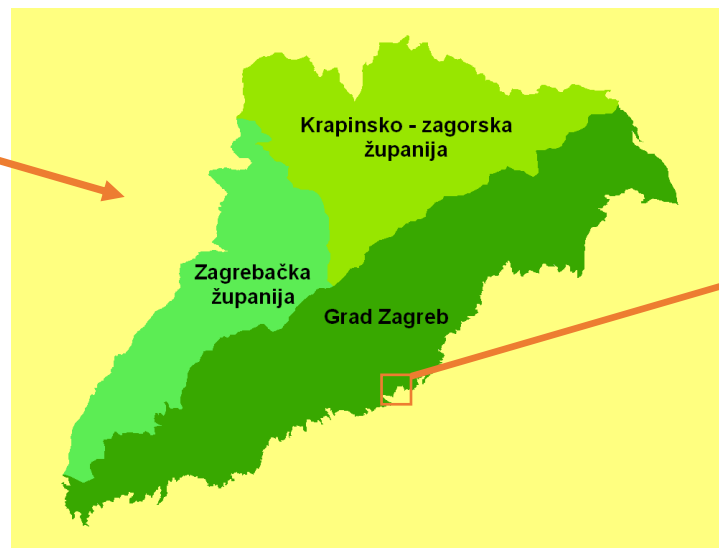 Krapinsko - zagorska
županija
Zagrebačka
županija
Grad Zagreb